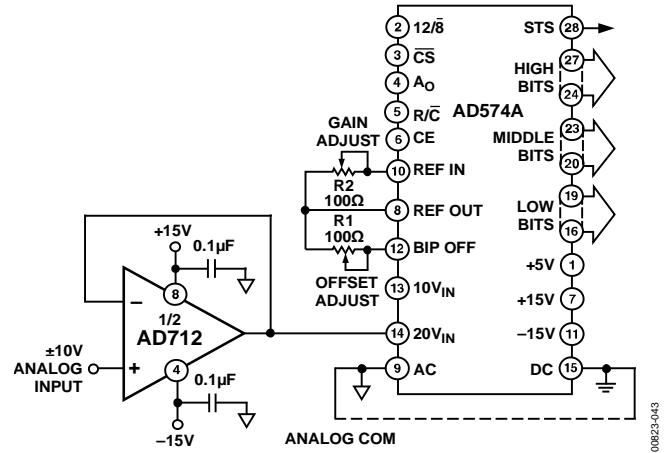 2 12/8̅
3 C̅S̅
4 AO
5 R/C̅
6 CE
10 REF IN
8 REF OUT
12 BIP OFF
13 10VIN
14 20VIN
9 AC
AD574A
STS 28
27
HIGH
BITS
24
23
MIDDLE
BITS
20
19
LOW
BITS
16
+5V 1
+15V 7
–15V 11
DC 15
GAIN
ADJUST
R2
100Ω
R1
100Ω
OFFSET
ADJUST
+15V
0.1µF
8
–
1/2
AD712
+
4
±10V
ANALOG
INPUT
0.1µF
–15V
ANALOG COM
00823-043